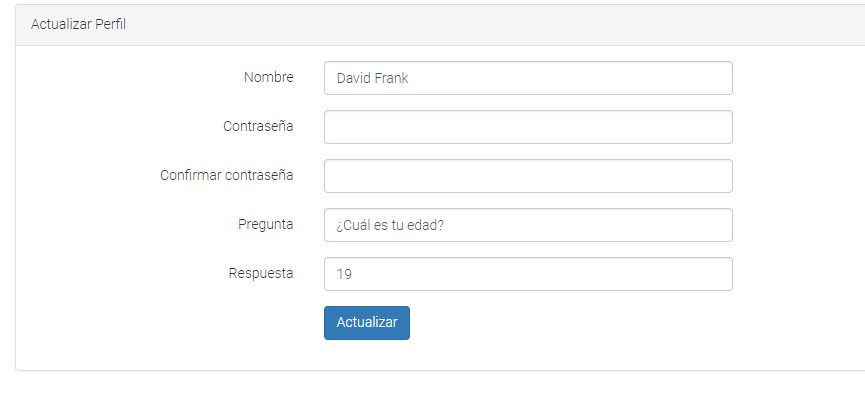 Actualizar Perfil
Nombre David Frank
Contraseña
Confirmar contraseña
Pregunta ¿Cuál es tu edad?
Respuesta 19
Actualizar